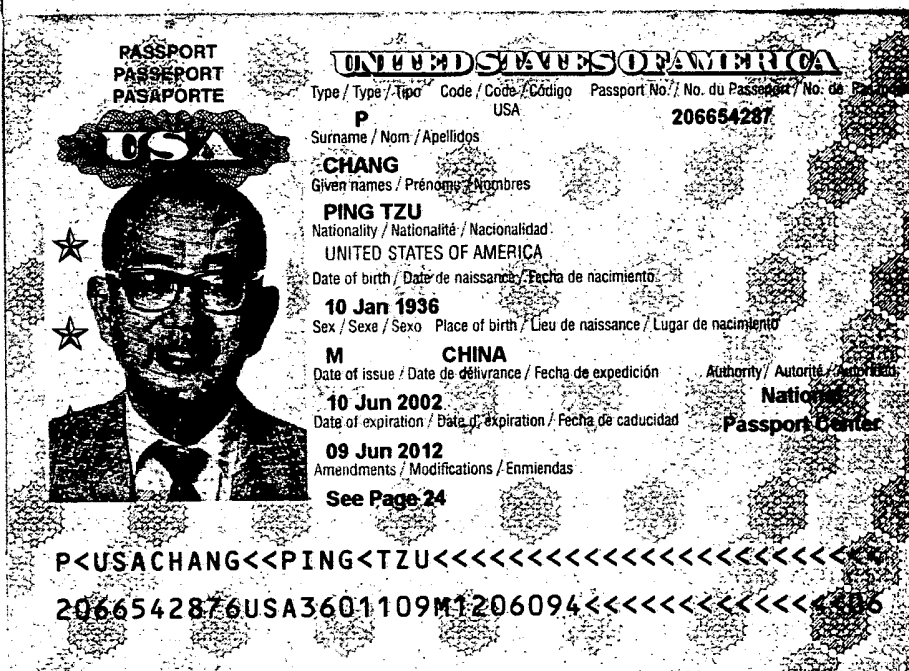 PASSPORT
PASSEPORT
PASAPORTE
USA
UNITED STATES OF AMERICA
Type / Type / Tipo Code / Code / Código Passport No. / No. du Passeport / No. de Pasaporte
P USA 206654287
Surname / Nom / Apellidos
CHANG
Given names / Prénoms / Nombres
PING TZU
Nationality / Nationalité / Nacionalidad
UNITED STATES OF AMERICA
Date of birth / Date de naissance / Fecha de nacimiento
10 Jan 1936
Sex / Sexe / Sexo Place of birth / Lieu de naissance / Lugar de nacimiento
M CHINA
Date of issue / Date de délivrance / Fecha de expedición Authority / Autorité / Autoridad
10 Jun 2002 National
Date of expiration / Date d'expiration / Fecha de caducidad Passport Center
09 Jun 2012
Amendments / Modifications / Enmiendas
See Page 24
P<USACHANG<<PING<TZU<<<<<<<<<<<<<<<<<<<<<<<<
2066542876USA3601109M1206094<<<<<<<<<<<<<<06